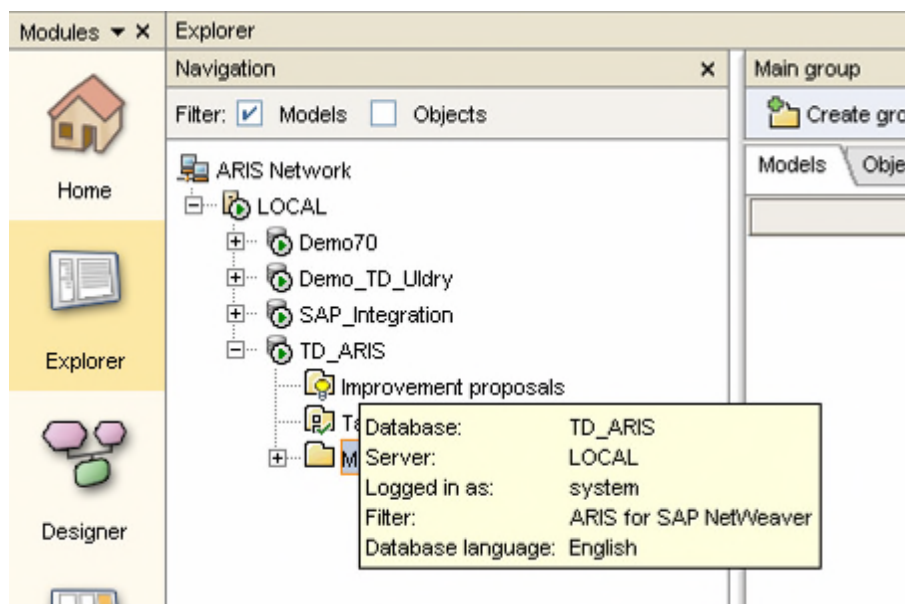 Modules
Explorer
Navigation
Main group
Filter: Models Objects
Create gro
Models Obje
Home
Explorer
Designer
ARIS Network
LOCAL
Demo70
Demo_TD_Uldry
SAP_Integration
TD_ARIS
Improvement proposals
Ta
M
Database: TD_ARIS
Server: LOCAL
Logged in as: system
Filter: ARIS for SAP NetWeaver
Database language: English